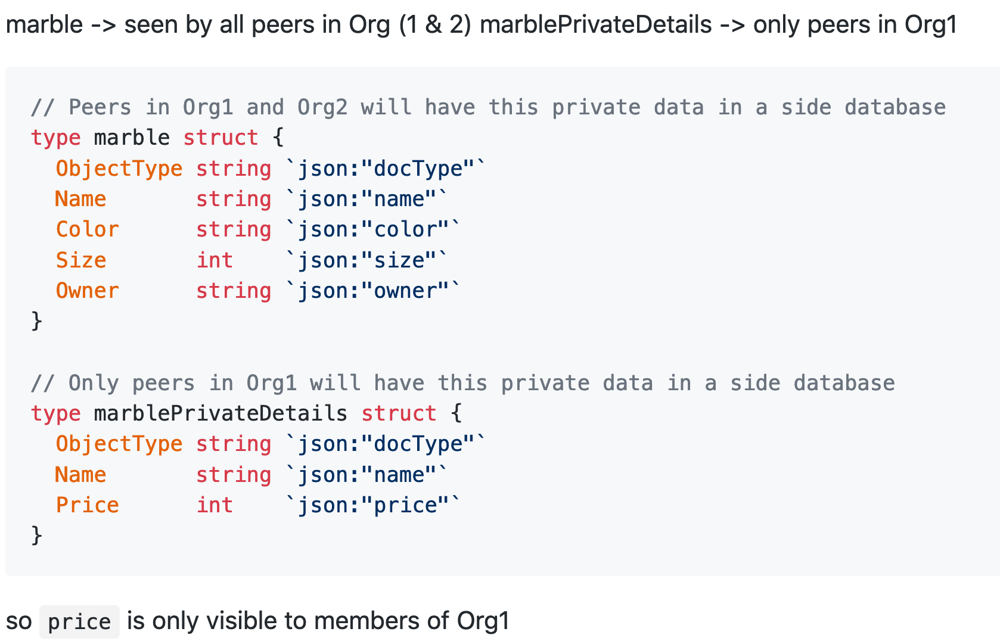 marble -> seen by all peers in Org (1 & 2) marblePrivateDetails -> only peers in Org1
// Peers in Org1 and Org2 will have this private data in a side database
type marble struct {
  ObjectType string `json:"docType"`
  Name       string `json:"name"`
  Color      string `json:"color"`
  Size       int    `json:"size"`
  Owner      string `json:"owner"`
}
// Only peers in Org1 will have this private data in a side database
type marblePrivateDetails struct {
  ObjectType string `json:"docType"`
  Name       string `json:"name"`
  Price      int    `json:"price"`
}
so price is only visible to members of Org1